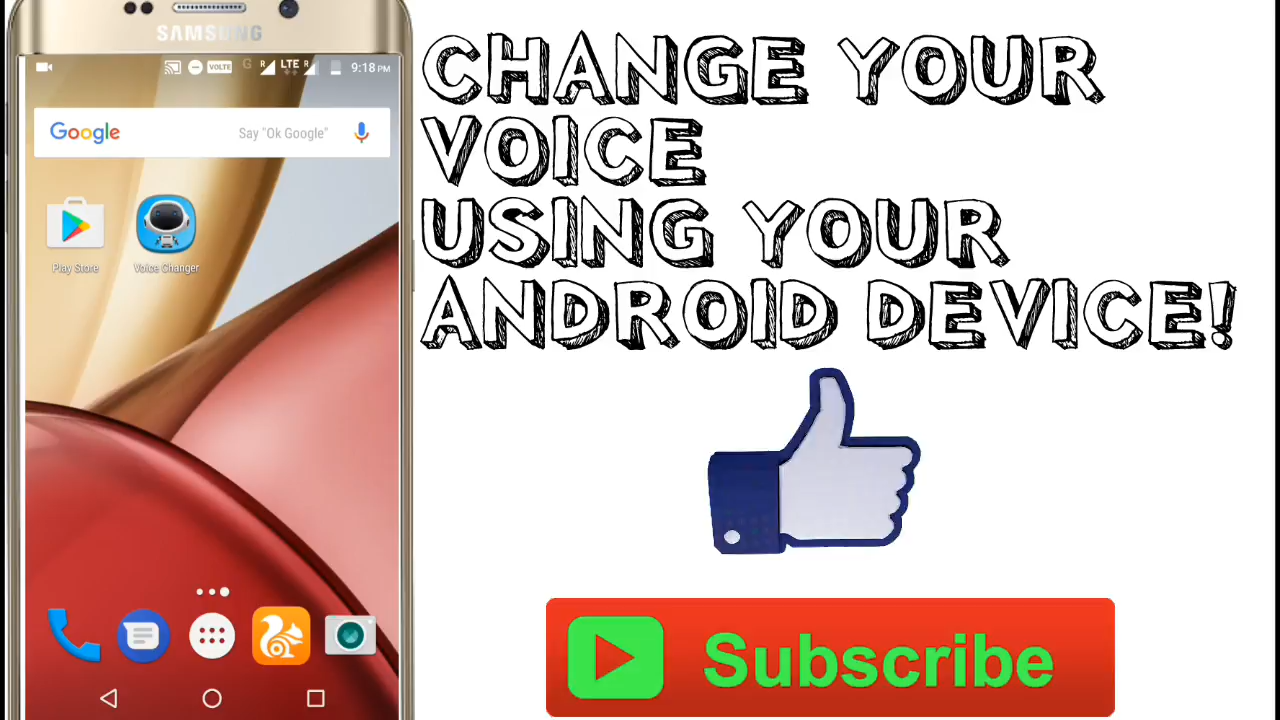 SAMSUNG
VOLTE G R LTE R 9:18 PM
Google Say "Ok Google"
Play Store Voice Changer
CHANGE YOUR
VOICE
USING YOUR
ANDROID DEVICE!
Subscribe